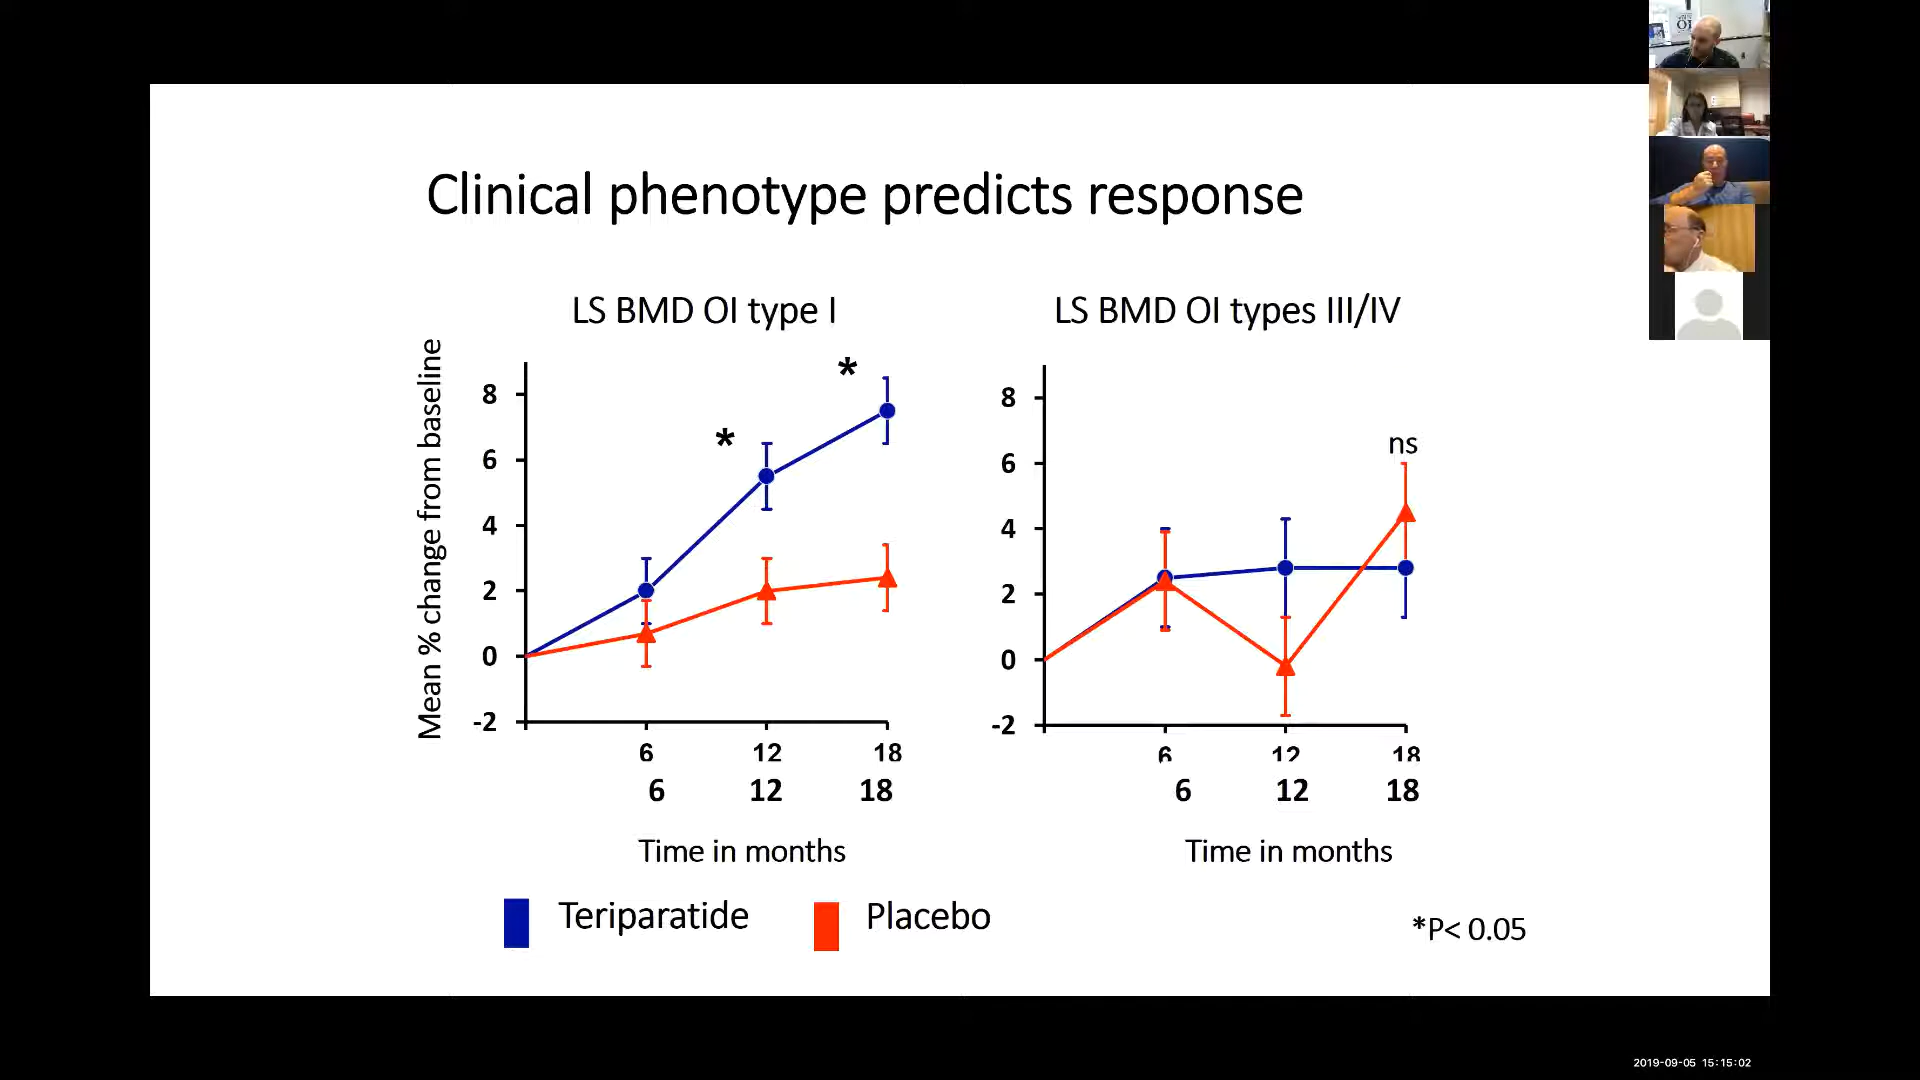 Clinical phenotype predicts response
LS BMD OI type I
LS BMD OI types III/IV
Mean % change from baseline
8
6
4
2
0
-2
*
*
6 12 18
6 12 18
Time in months
8
6
4
2
0
-2
ns
6 12 18
6 12 18
Time in months
Teriparatide
Placebo
*P< 0.05
2019-09-05 15:15:02